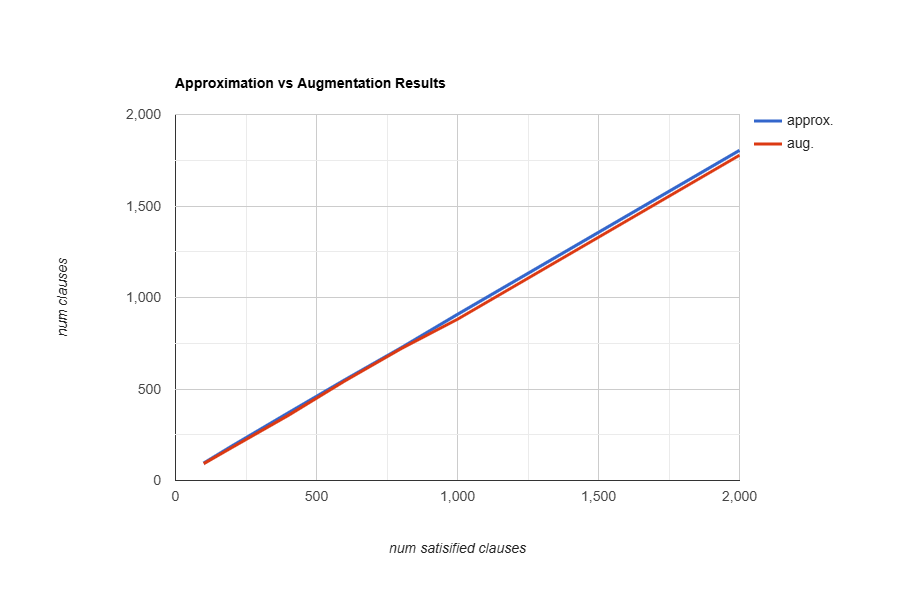 Approximation vs Augmentation Results
approx.
aug.
num clauses
2,000
1,500
1,000
500
0
0 500 1,000 1,500 2,000
num satisified clauses